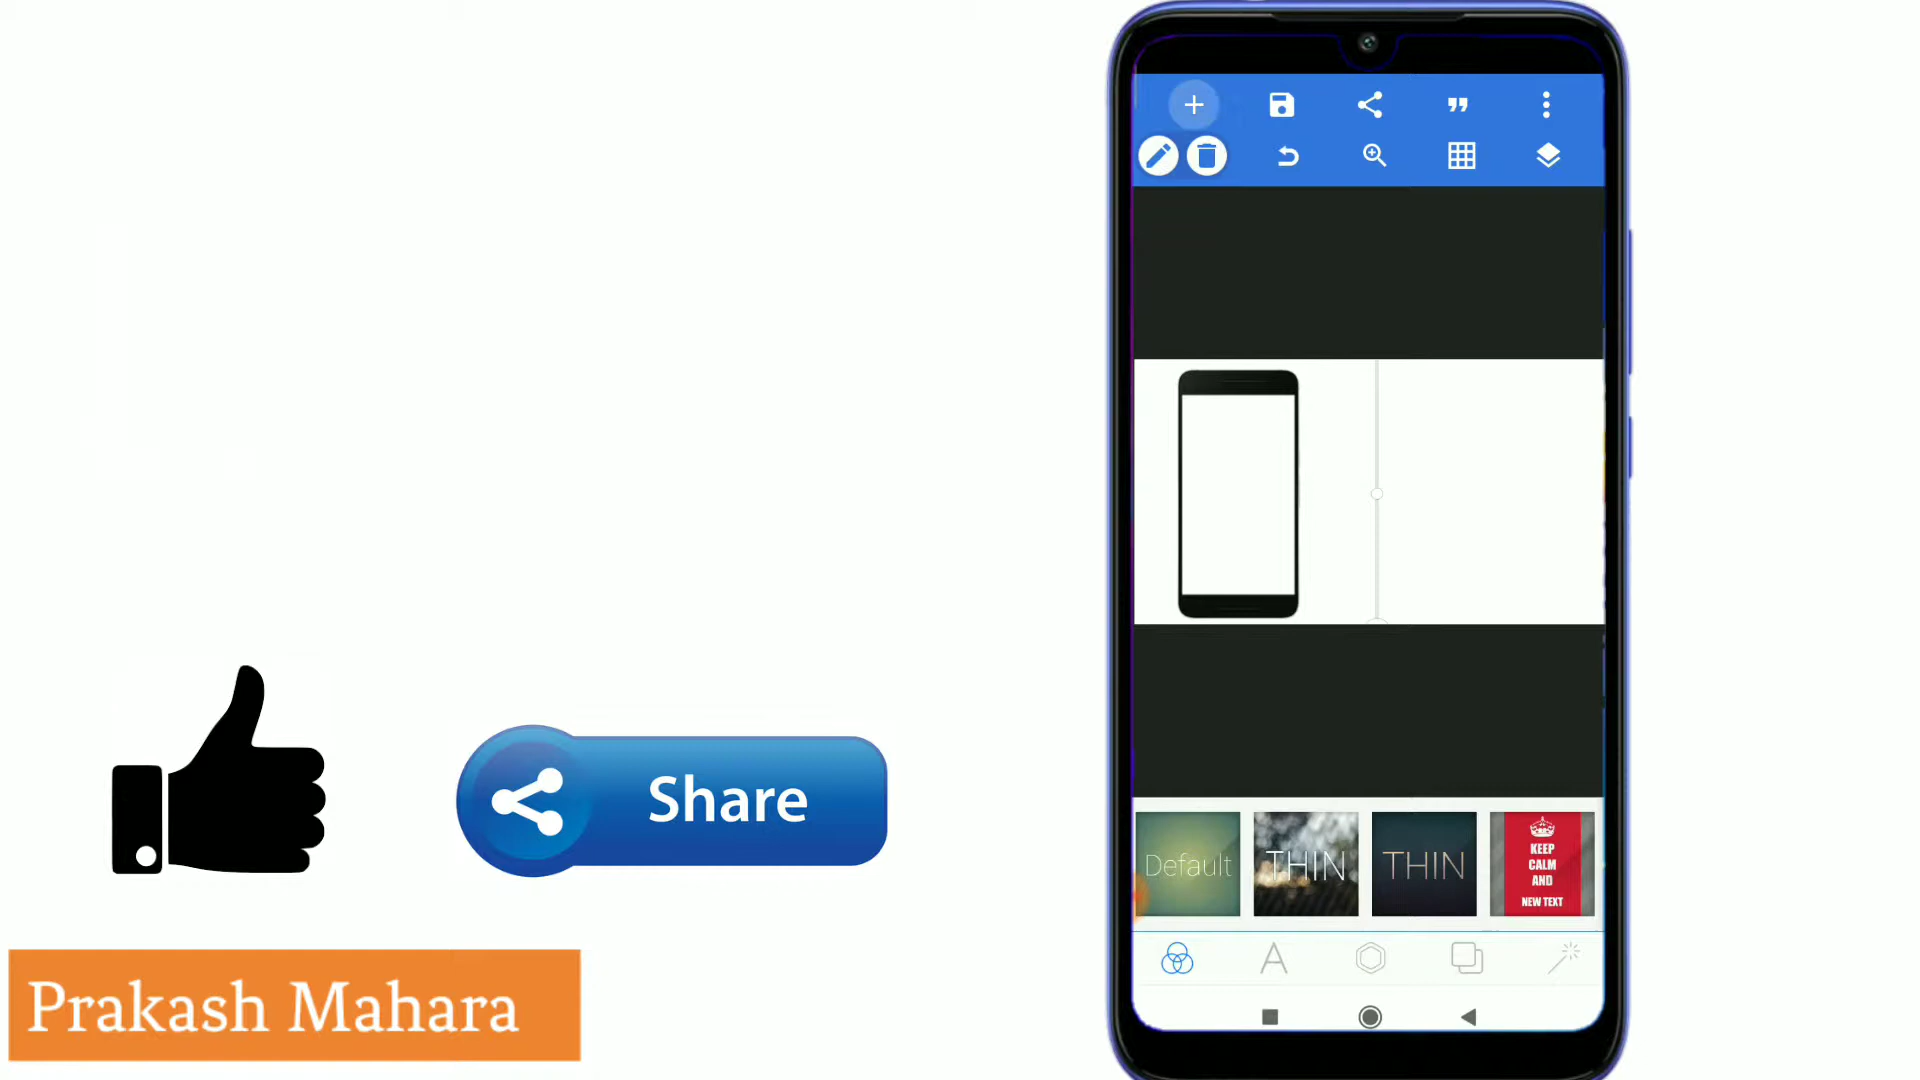 Default
THIN
THIN
KEEP
CALM
AND
NEW TEXT
Share
Prakash Mahara